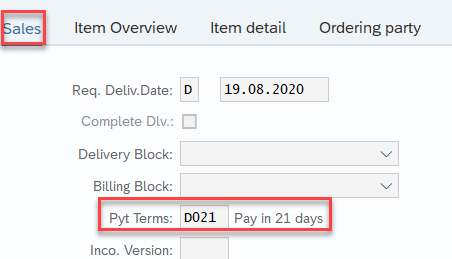 Sales Item Overview Item detail Ordering party
Req. Deliv.Date: D 19.08.2020
Complete Dlv.:
Delivery Block:
Billing Block:
Pyt Terms: D021 Pay in 21 days
Inco. Version: